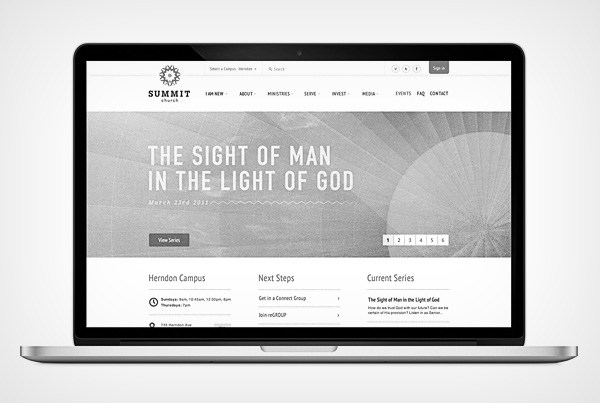 Select a Campus: Herndon
Search
Sign in
SUMMIT
church
I AM NEW
ABOUT
MINISTRIES
SERVE
INVEST
MEDIA
EVENTS
FAQ
CONTACT
THE SIGHT OF MAN
IN THE LIGHT OF GOD
March 23rd 2011
View Series
1 2 3 4 5 6
Herndon Campus
Sundays: 9am, 10:45am, 12:30pm, 6pm
Thursdays: 7pm
735 Herndon Ave
Next Steps
Get in a Connect Group
Join reGROUP
Current Series
The Sight of Man in the Light of God
How do we trust God with our future? Can we be
certain of His provision? Listen in as Senior...